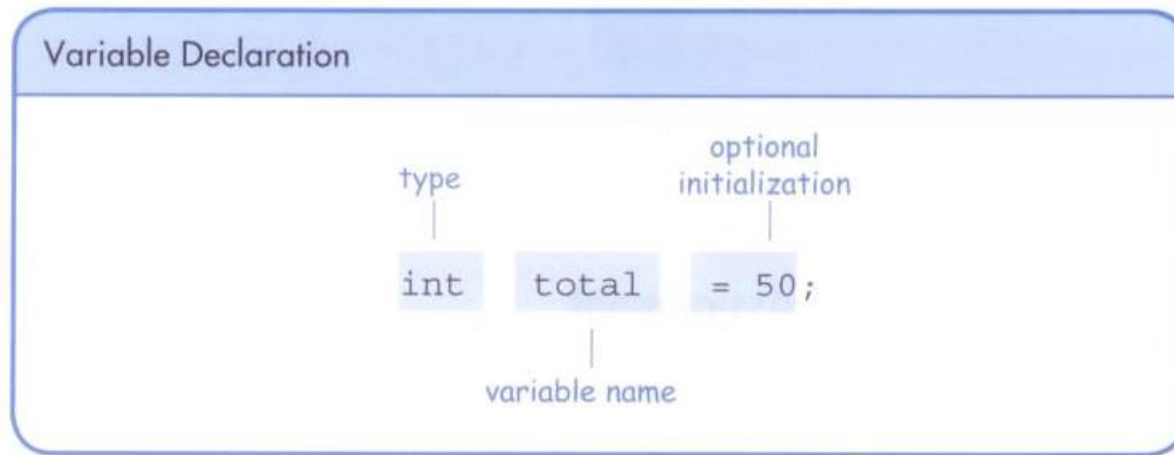 Variable Declaration
type
optional
initialization
int total = 50;
variable name